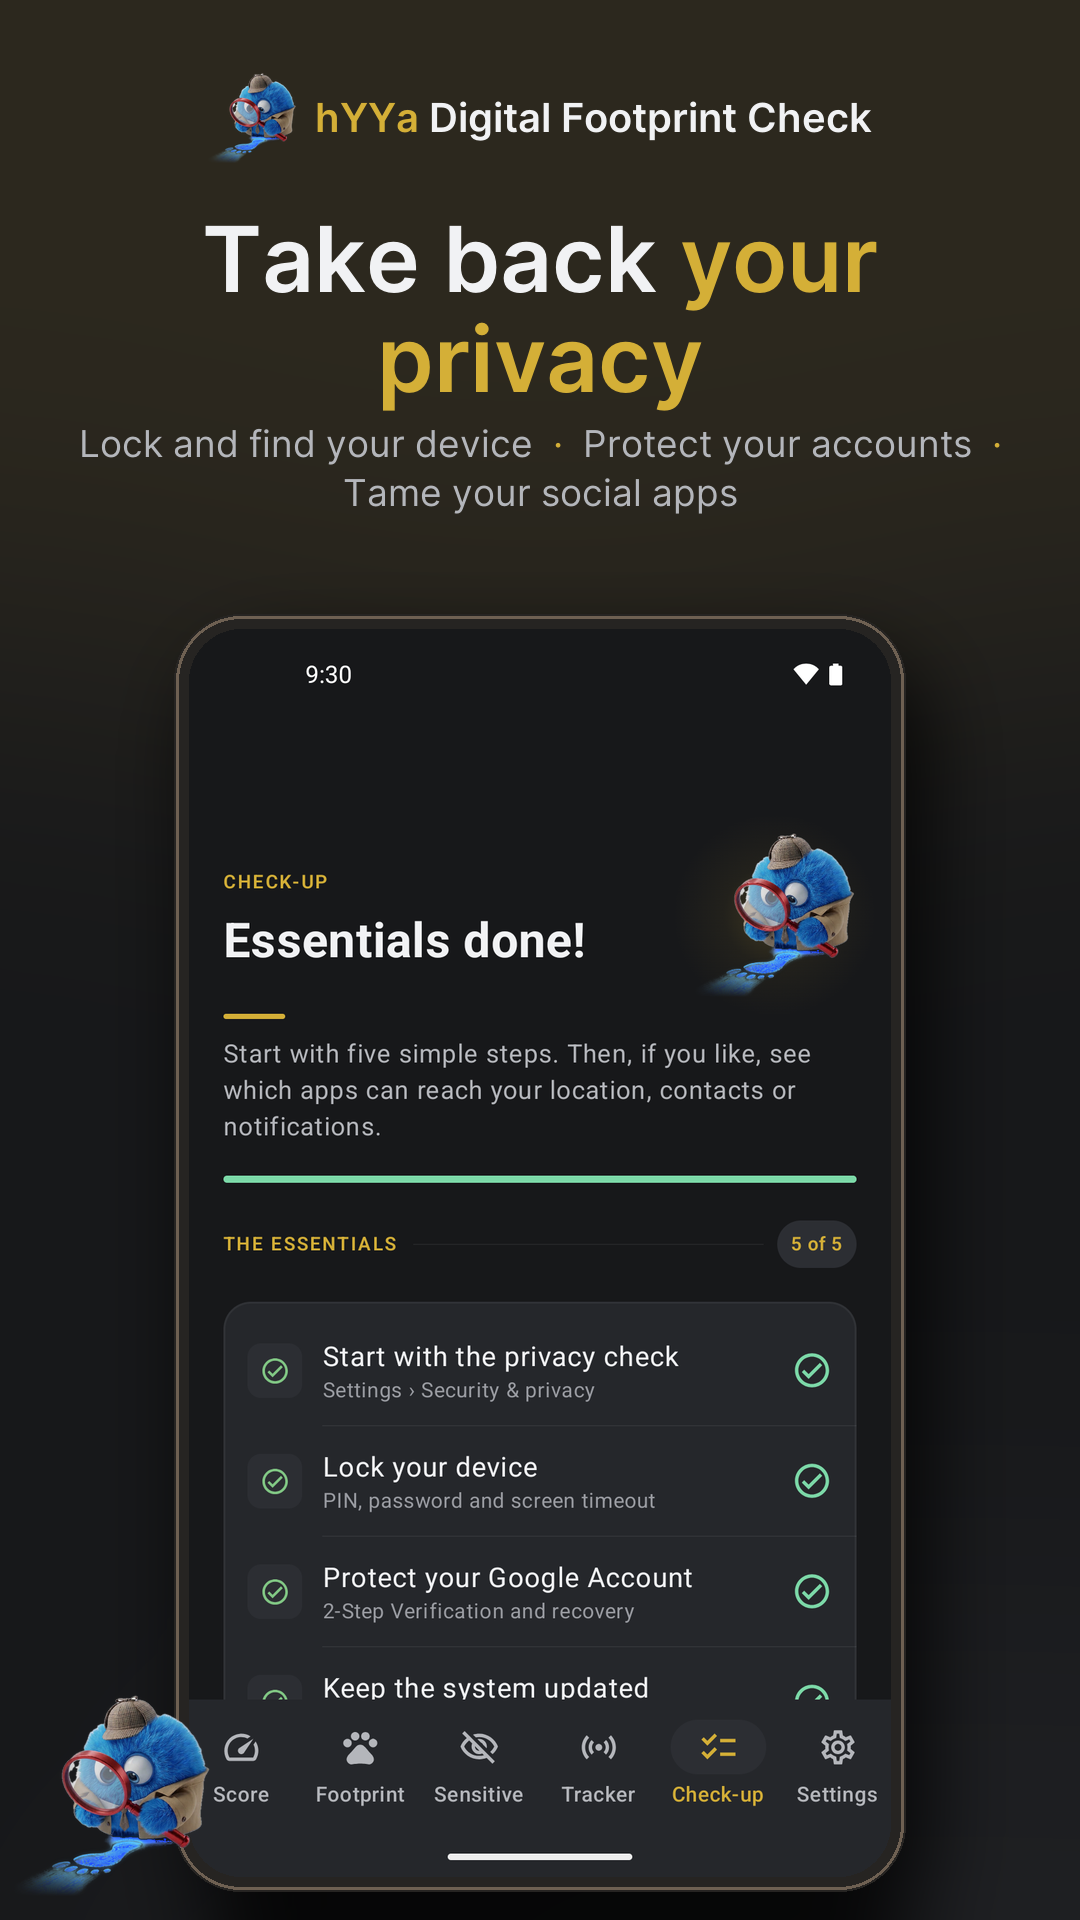 hYYa Digital Footprint Check
Take back your
privacy
Lock and find your device · Protect your accounts ·
Tame your social apps
9:30
CHECK-UP
Essentials done!
Start with five simple steps. Then, if you like, see
which apps can reach your location, contacts or
notifications.
THE ESSENTIALS
5 of 5
Start with the privacy check
Settings › Security & privacy
Lock your device
PIN, password and screen timeout
Protect your Google Account
2-Step Verification and recovery
Keep the system updated
Score
Footprint
Sensitive
Tracker
Check-up
Settings